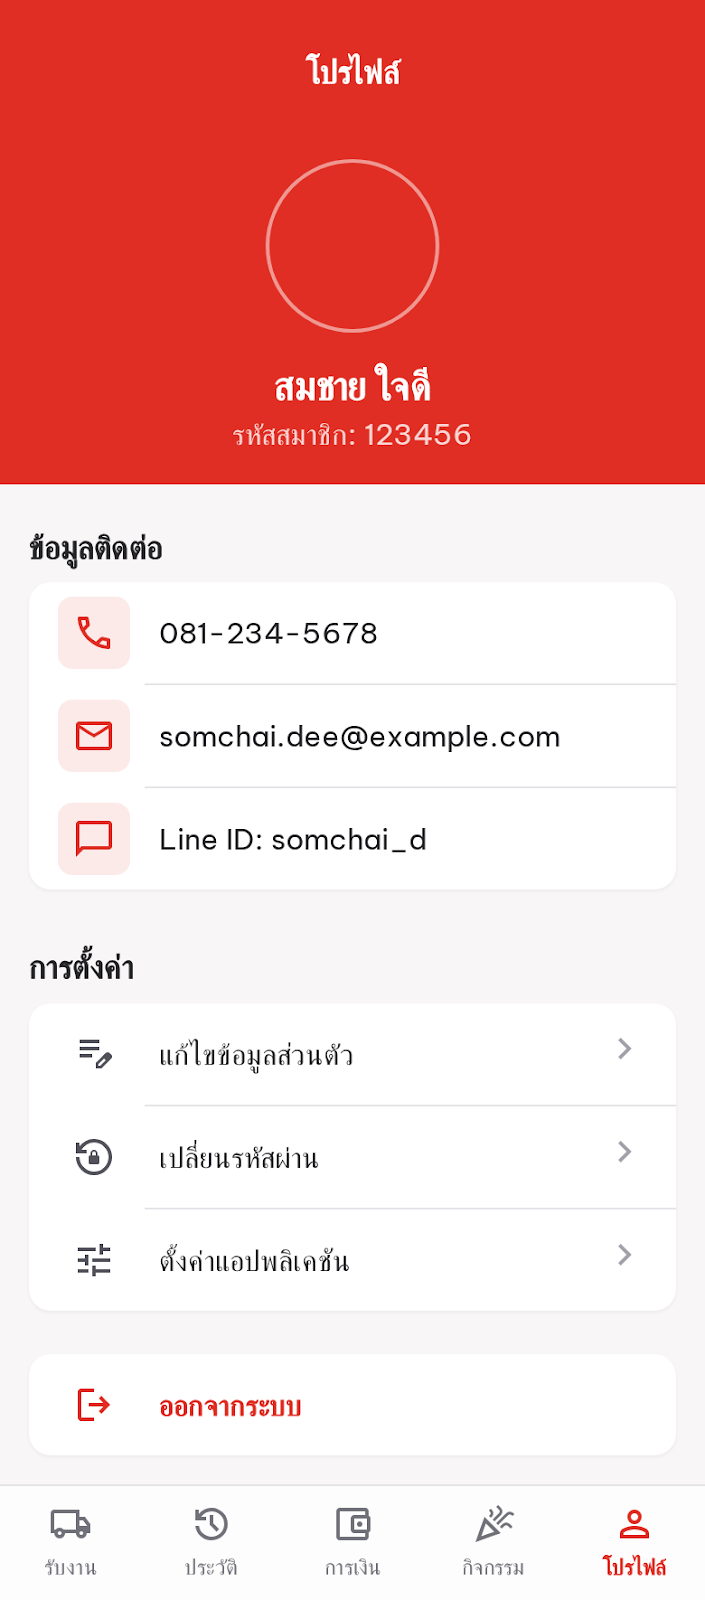 โปรไฟล์
สมชาย ใจดี
รหัสสมาชิก: 123456
ข้อมูลติดต่อ
081-234-5678
somchai.dee@example.com
Line ID: somchai_d
การตั้งค่า
แก้ไขข้อมูลส่วนตัว
เปลี่ยนรหัสผ่าน
ตั้งค่าแอปพลิเคชัน
ออกจากระบบ
รับงาน ประวัติ การเงิน กิจกรรม โปรไฟล์